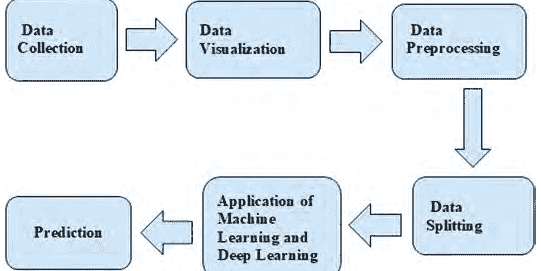 Data
Collection
Data
Visualization
Data
Preprocessing
Data
Splitting
Application of
Machine
Learning and
Deep Learning
Prediction